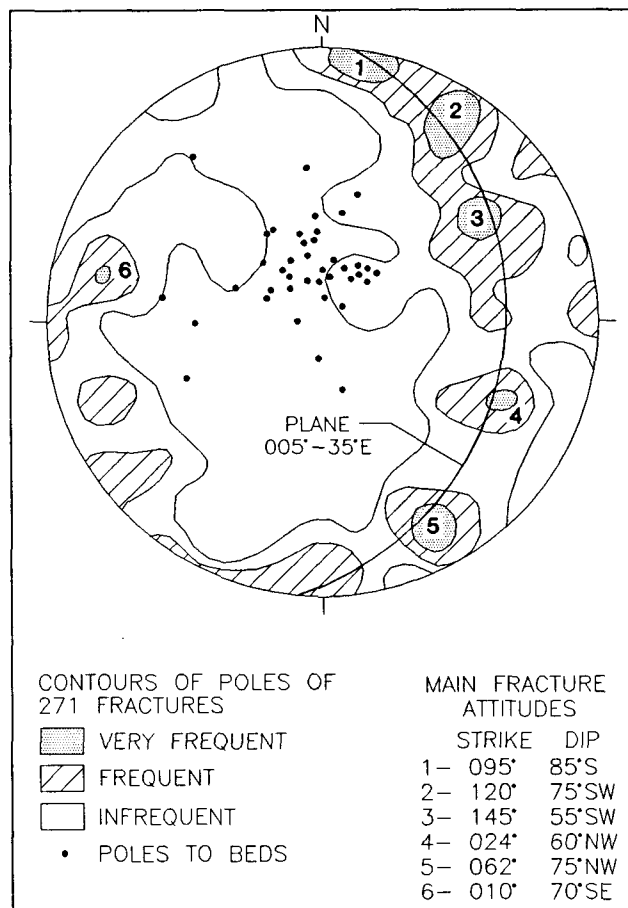 N
1
2
3
6
4
PLANE
005°–35°E
5
CONTOURS OF POLES OF
271 FRACTURES
VERY FREQUENT
FREQUENT
INFREQUENT
• POLES TO BEDS
MAIN FRACTURE
ATTITUDES
STRIKE DIP
1– 095° 85°S
2– 120° 75°SW
3– 145° 55°SW
4– 024° 60°NW
5– 062° 75°NW
6– 010° 70°SE